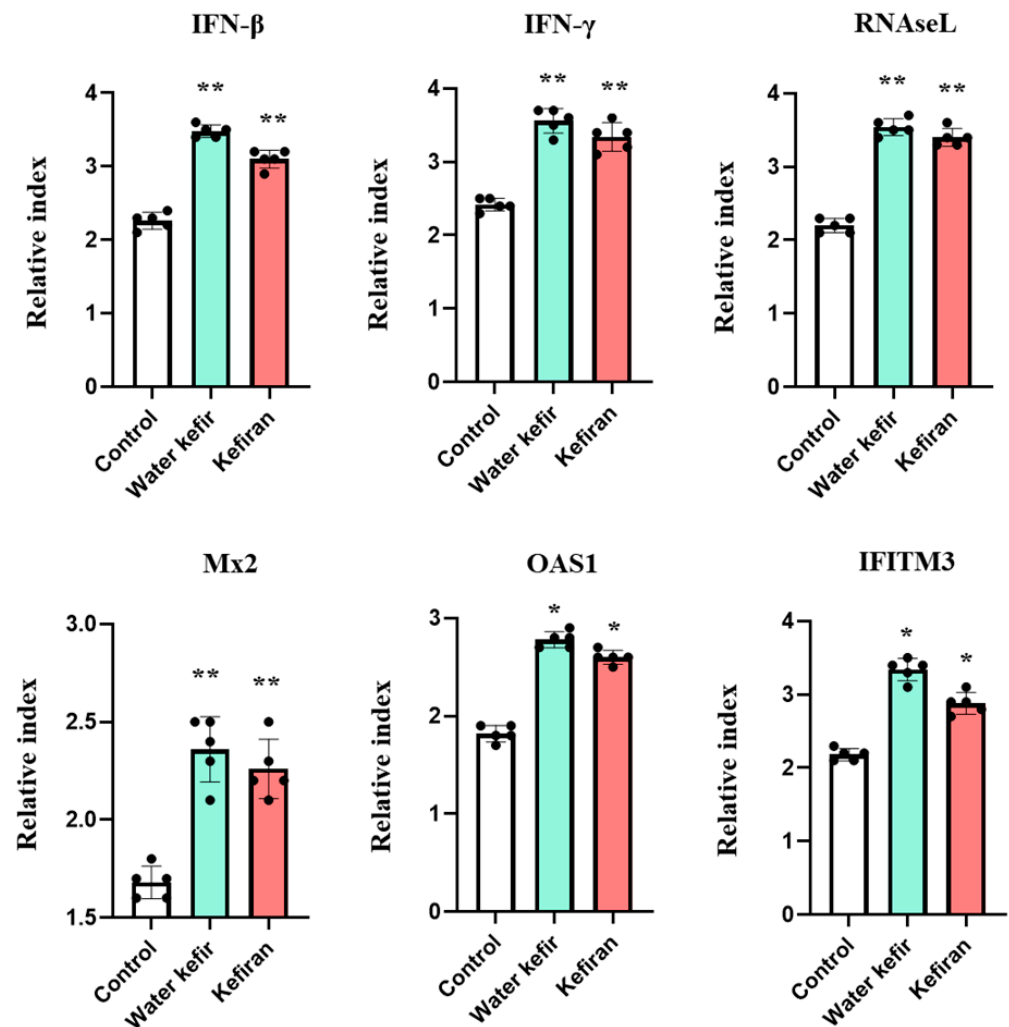 IFN-β
Relative index
4
3
2
1
0
**
**
Control
Water kefir
Kefiran
IFN-γ
Relative index
4
3
2
1
0
**
**
Control
Water kefir
Kefiran
RNAseL
Relative index
4
3
2
1
0
**
**
Control
Water kefir
Kefiran
Mx2
Relative index
3.0
2.5
2.0
1.5
**
**
Control
Water kefir
Kefiran
OAS1
Relative index
3
2
1
0
*
*
Control
Water kefir
Kefiran
IFITM3
Relative index
4
3
2
1
0
*
*
Control
Water kefir
Kefiran